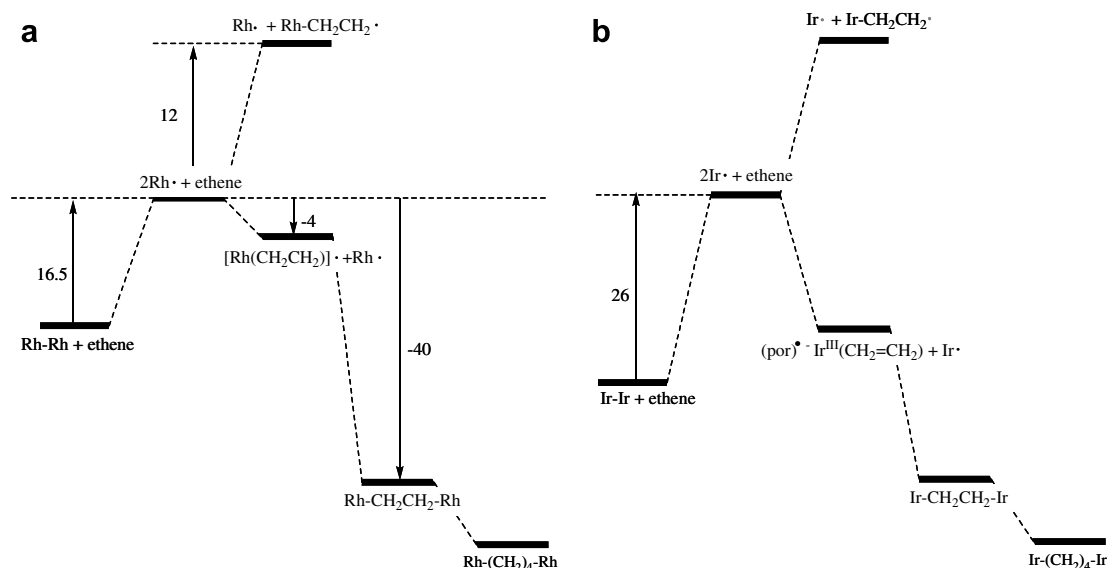 a
Rh· + Rh-CH₂CH₂·
12
2Rh· + ethene
-4
[Rh(CH₂CH₂)]· +Rh·
16.5
Rh-Rh + ethene
-40
Rh-CH₂CH₂-Rh
Rh-(CH₂)₄-Rh
b
Ir· + Ir-CH₂CH₂·
2Ir· + ethene
26
(por)•- Irᴵᴵᴵ(CH₂=CH₂) + Ir·
Ir-Ir + ethene
Ir-CH₂CH₂-Ir
Ir-(CH₂)₄-Ir